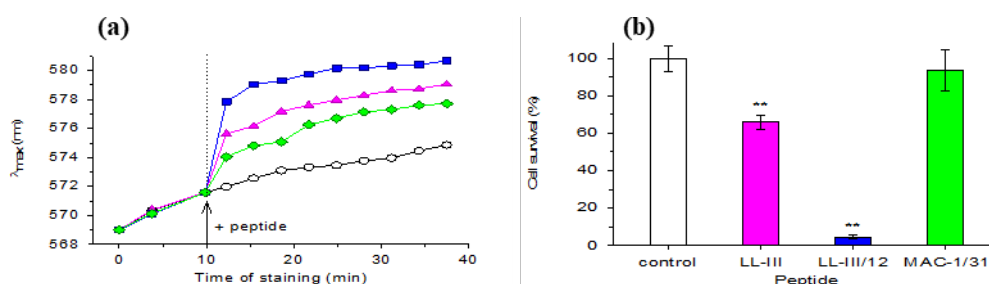 (a)
580
578
576
574
572
570
568
λmax(nm)
+ peptide
0
10
20
30
40
Time of staining (min)
(b)
100
80
60
40
20
0
Cell survival (%)
**
**
control
LL-III
LL-III/12
MAC-1/31
Peptide